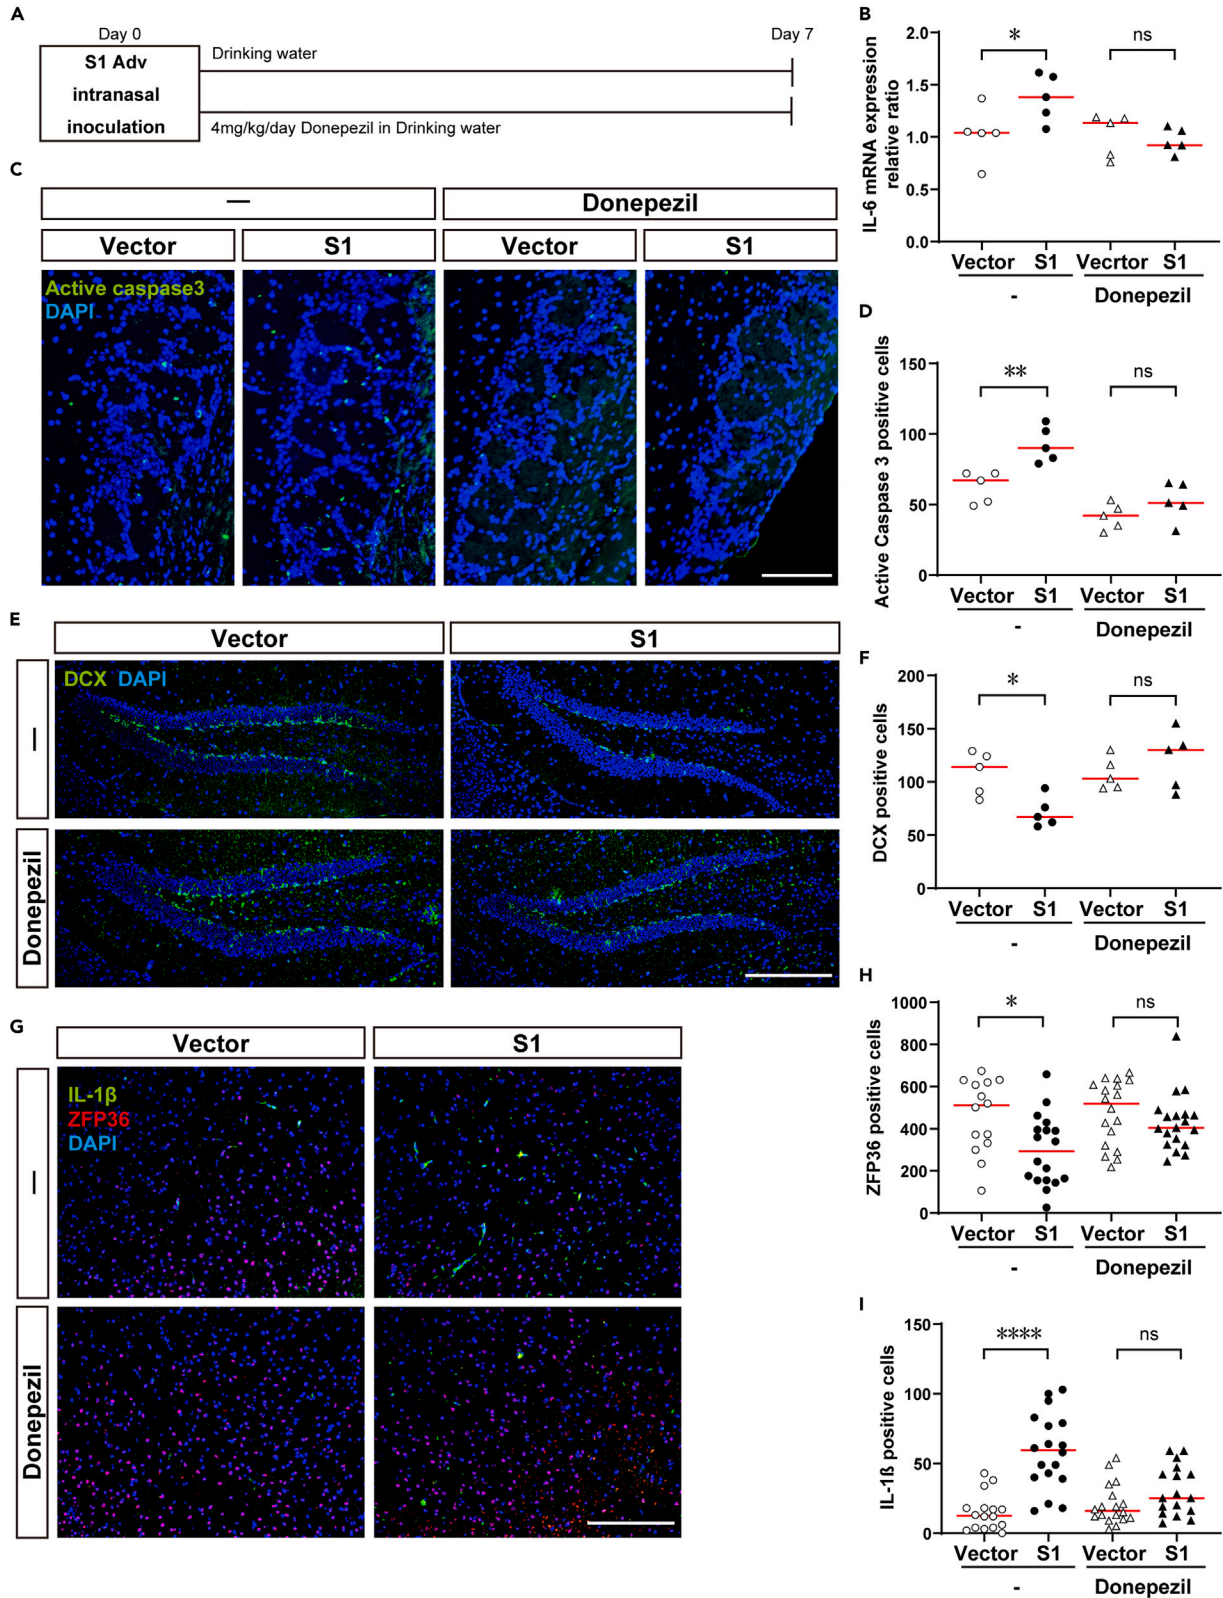 A
Day 0
Day 7
S1 Adv
intranasal
inoculation
Drinking water
4mg/kg/day Donepezil in Drinking water
B
IL-6 mRNA expression
relative ratio
2.0
1.5
1.0
0.5
0.0
*
ns
Vector S1 Vecrtor S1
- Donepezil
C
— Donepezil
Vector S1 Vector S1
Active caspase3
DAPI
D
Active Caspase 3 positive cells
150
100
50
0
**
ns
Vector S1 Vector S1
- Donepezil
E
Vector S1
—
Donepezil
DCX DAPI
F
DCX positive cells
200
150
100
50
0
*
ns
Vector S1 Vector S1
- Donepezil
G
Vector S1
—
Donepezil
IL-1ß
ZFP36
DAPI
H
ZFP36 positive cells
1000
800
600
400
200
0
*
ns
Vector S1 Vector S1
- Donepezil
I
IL-1ß positive cells
150
100
50
0
****
ns
Vector S1 Vector S1
- Donepezil